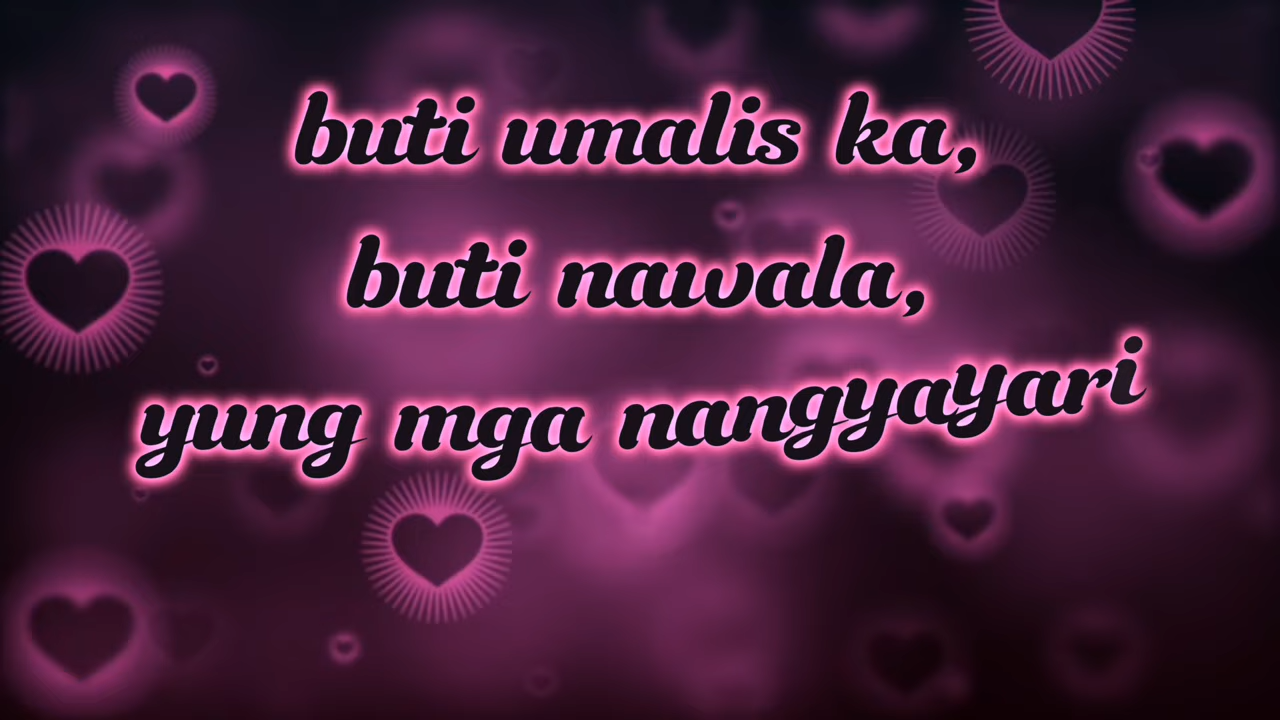 buti umalis ka,
buti nawala,
yung mga nangyayari